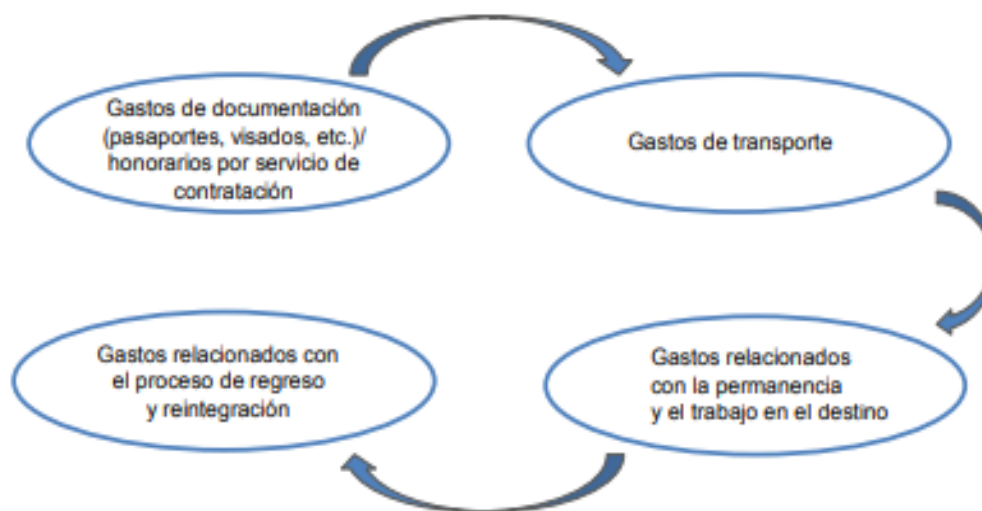 Gastos de documentación
(pasaportes, visados, etc.)/
honorarios por servicio de
contratación
Gastos de transporte
Gastos relacionados
con la permanencia
y el trabajo en el destino
Gastos relacionados con
el proceso de regreso
y reintegración